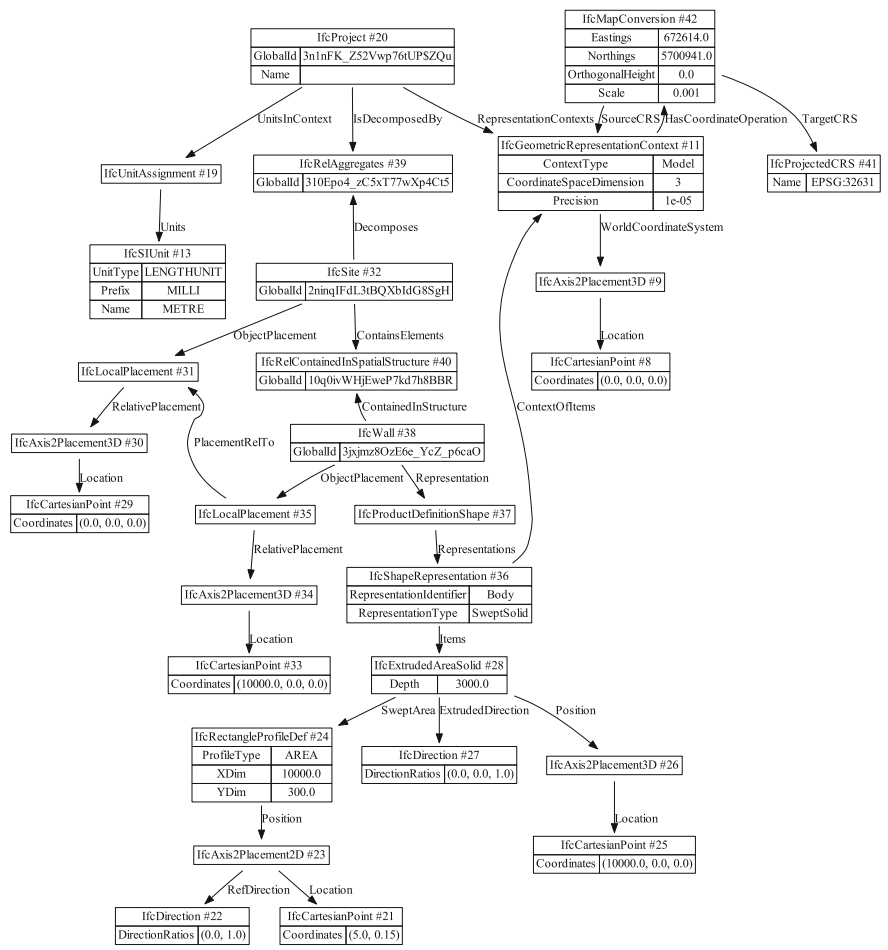 IfcMapConversion #42
Eastings 672614.0
Northings 5700941.0
OrthogonalHeight 0.0
Scale 0.001
IfcProject #20
GlobalId 3n1nFK_Z52Vwp76tUP$ZQu
Name
UnitsInContext
IsDecomposedBy
RepresentationContexts
SourceCRS
HasCoordinateOperation
TargetCRS
IfcUnitAssignment #19
IfcRelAggregates #39
GlobalId 310Epo4_zC5xT77wXp4Ct5
IfcGeometricRepresentationContext #11
ContextType Model
CoordinateSpaceDimension 3
Precision 1e-05
IfcProjectedCRS #41
Name EPSG:32631
Units
Decomposes
WorldCoordinateSystem
IfcSIUnit #13
UnitType LENGTHUNIT
Prefix MILLI
Name METRE
IfcSite #32
GlobalId 2ninqIFdL3tBQXbIdG8SgH
IfcAxis2Placement3D #9
ObjectPlacement
ContainsElements
Location
IfcLocalPlacement #31
IfcRelContainedInSpatialStructure #40
GlobalId 10q0ivWHjEweP7kd7h8BBR
IfcCartesianPoint #8
Coordinates (0.0, 0.0, 0.0)
RelativePlacement
PlacementRelTo
ContainedInStructure
ContextOfItems
IfcAxis2Placement3D #30
IfcWall #38
GlobalId 3jxjmz8OzE6e_YcZ_p6caO
Location
ObjectPlacement
Representation
IfcCartesianPoint #29
Coordinates (0.0, 0.0, 0.0)
IfcLocalPlacement #35
IfcProductDefinitionShape #37
RelativePlacement
Representations
IfcAxis2Placement3D #34
IfcShapeRepresentation #36
RepresentationIdentifier Body
RepresentationType SweptSolid
Location
Items
IfcCartesianPoint #33
Coordinates (10000.0, 0.0, 0.0)
IfcExtrudedAreaSolid #28
Depth 3000.0
SweptArea
ExtrudedDirection
Position
IfcRectangleProfileDef #24
ProfileType AREA
XDim 10000.0
YDim 300.0
IfcDirection #27
DirectionRatios (0.0, 0.0, 1.0)
IfcAxis2Placement3D #26
Position
Location
IfcAxis2Placement2D #23
IfcCartesianPoint #25
Coordinates (10000.0, 0.0, 0.0)
RefDirection
Location
IfcDirection #22
DirectionRatios (0.0, 1.0)
IfcCartesianPoint #21
Coordinates (5.0, 0.15)